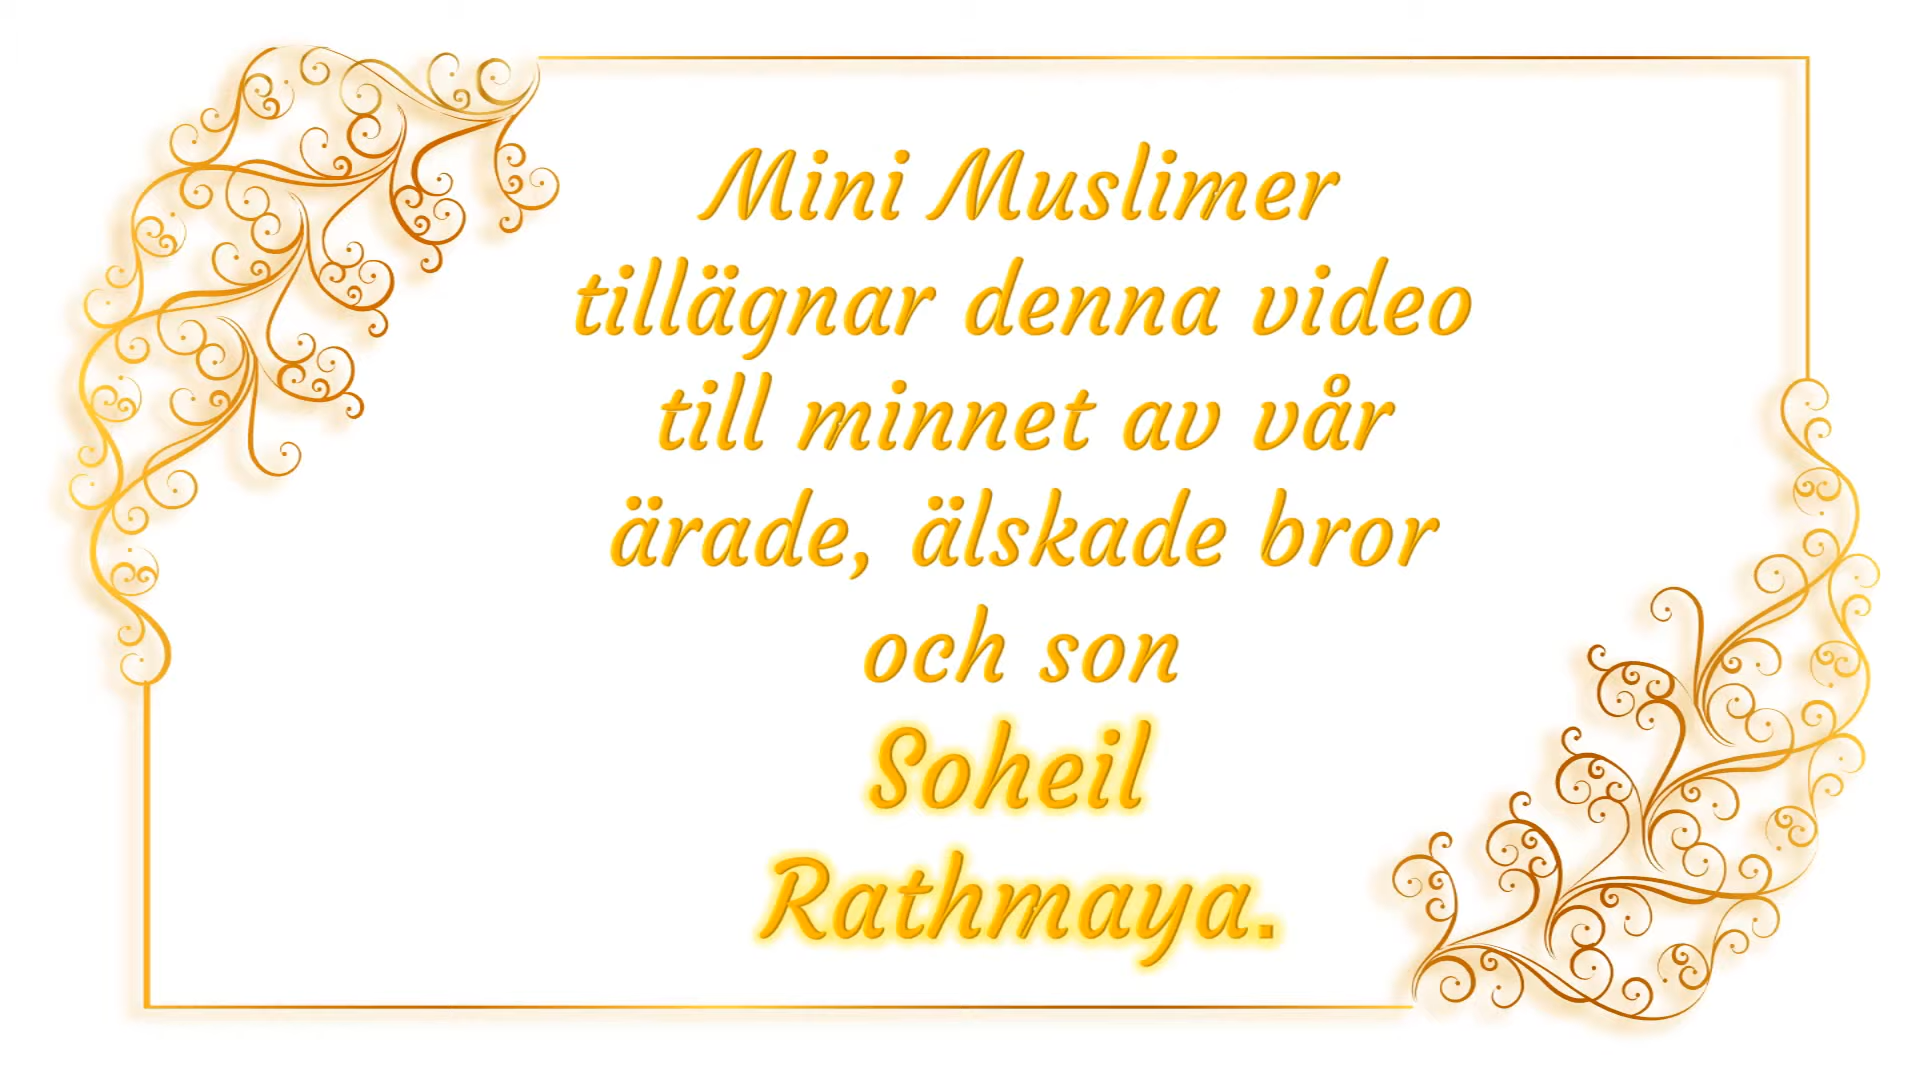 Mini Muslimer
tillägnar denna video
till minnet av vår
ärade, älskade bror
och son
Soheil
Rathmaya.